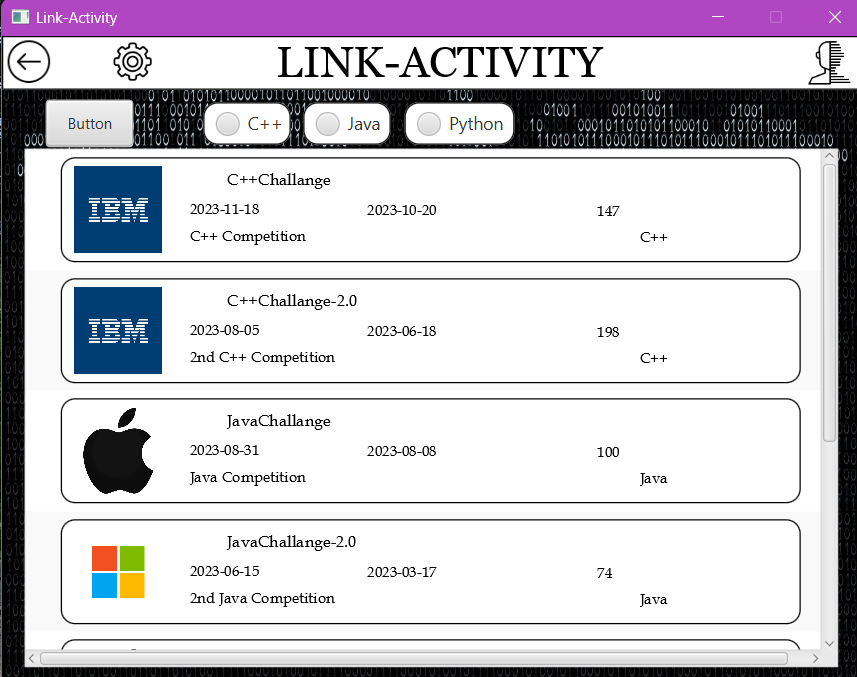 Link-Activity
LINK-ACTIVITY
Button
C++
Java
Python
IBM
C++Challange
2023-11-18 2023-10-20 147
C++ Competition C++
IBM
C++Challange-2.0
2023-08-05 2023-06-18 198
2nd C++ Competition C++
JavaChallange
2023-08-31 2023-08-08 100
Java Competition Java
JavaChallange-2.0
2023-06-15 2023-03-17 74
2nd Java Competition Java